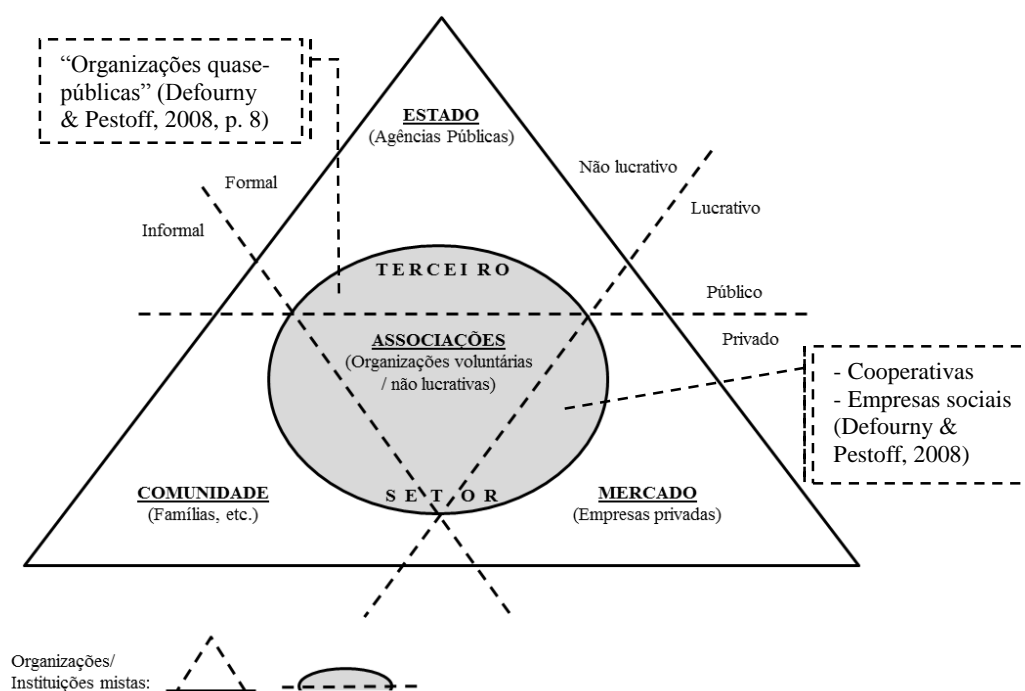 “Organizações quase-
públicas” (Defourny
& Pestoff, 2008, p. 8)
ESTADO
(Agências Públicas)
Não lucrativo
Formal
Lucrativo
Informal
TERCEIRO
Público
ASSOCIAÇÕES
(Organizações voluntárias
/ não lucrativas)
Privado
- Cooperativas
- Empresas sociais
(Defourny &
Pestoff, 2008)
COMUNIDADE
(Famílias, etc.)
SETOR
MERCADO
(Empresas privadas)
Organizações/
Instituições mistas: